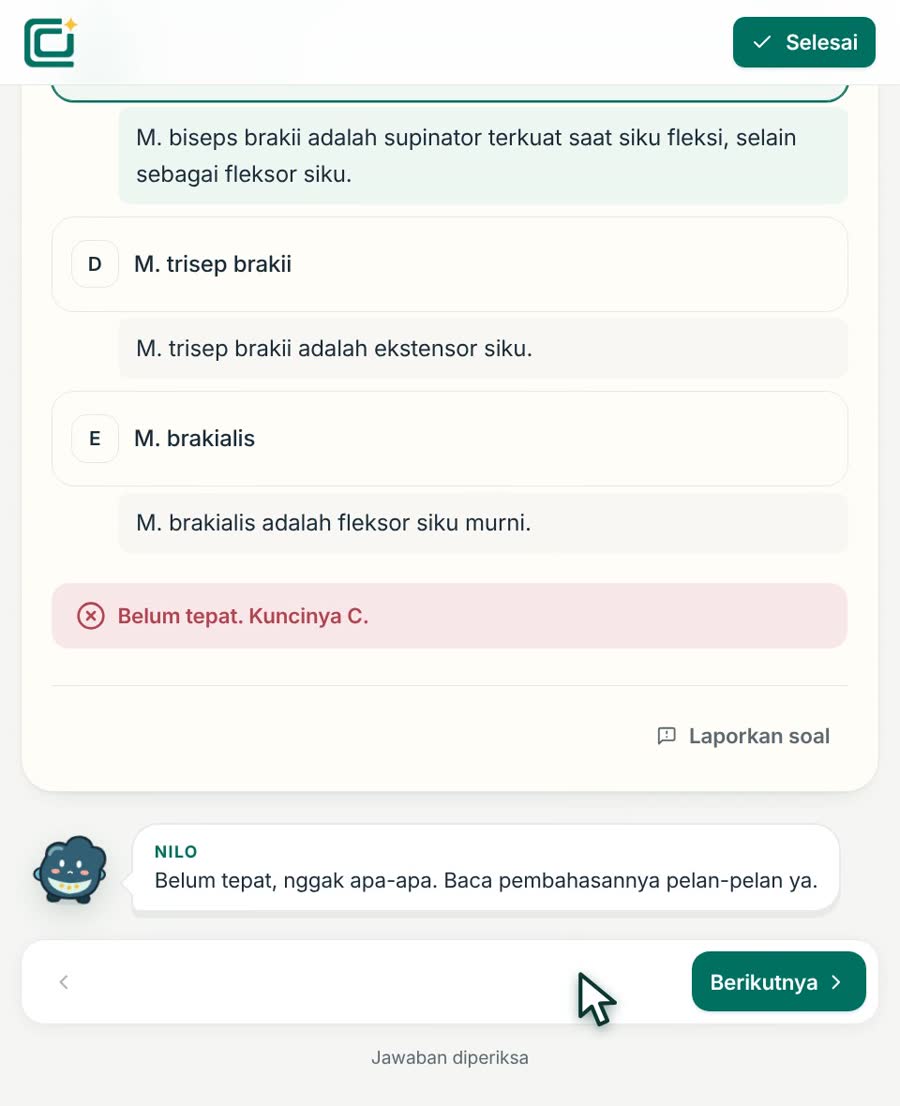 Selesai
M. biseps brakii adalah supinator terkuat saat siku fleksi, selain
sebagai fleksor siku.
D
M. trisep brakii
M. trisep brakii adalah ekstensor siku.
E
M. brakialis
M. brakialis adalah fleksor siku murni.
Belum tepat. Kuncinya C.
Laporkan soal
NILO
Belum tepat, nggak apa-apa. Baca pembahasannya pelan-pelan ya.
Berikutnya
Jawaban diperiksa